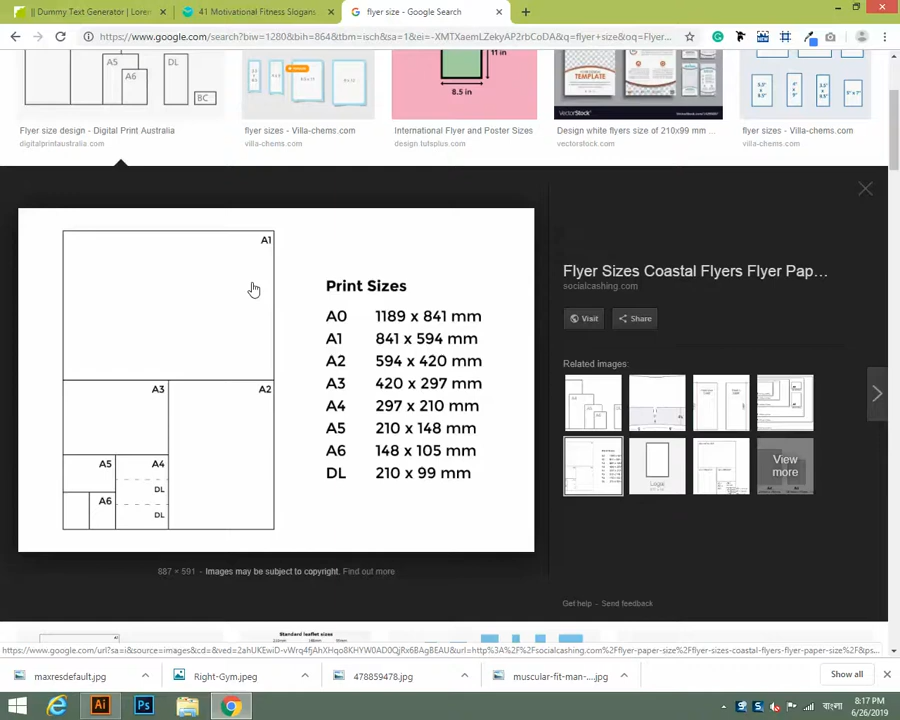 || Dummy Text Generator | Lorem
41 Motivational Fitness Slogans
flyer size - Google Search
https://www.google.com/search?biw=1280&bih=864&tbm=isch&sa=1&ei=-XMTXaemLZekyAP2rbCoDA&q=flyer+size&oq=Flyer...
A5
A6
DL
BC
11 in
8.5 in
HORIZONTAL
TEMPLATE
VectorStock
Flyer size design - Digital Print Australia
digitalprintaustralia.com
flyer sizes - Villa-chems.com
villa-chems.com
International Flyer and Poster Sizes
design.tutsplus.com
Design white flyers size of 210x99 mm ...
vectorstock.com
flyer sizes - Villa-chems.com
villa-chems.com
A1
A3
A2
A5
A4
DL
A6
DL
Print Sizes
A0 1189 x 841 mm
A1 841 x 594 mm
A2 594 x 420 mm
A3 420 x 297 mm
A4 297 x 210 mm
A5 210 x 148 mm
A6 148 x 105 mm
DL 210 x 99 mm
Flyer Sizes Coastal Flyers Flyer Pap...
socialcashing.com
Visit
Share
Related images:
View more
887 × 591 - Images may be subject to copyright. Find out more
Get help - Send feedback
Standard leaflet sizes
maxresdefault.jpg
Right-Gym.jpeg
478859478.jpg
muscular-fit-man-....jpg
Show all
Ai
Ps
বাংলা
8:17 PM
6/26/2019